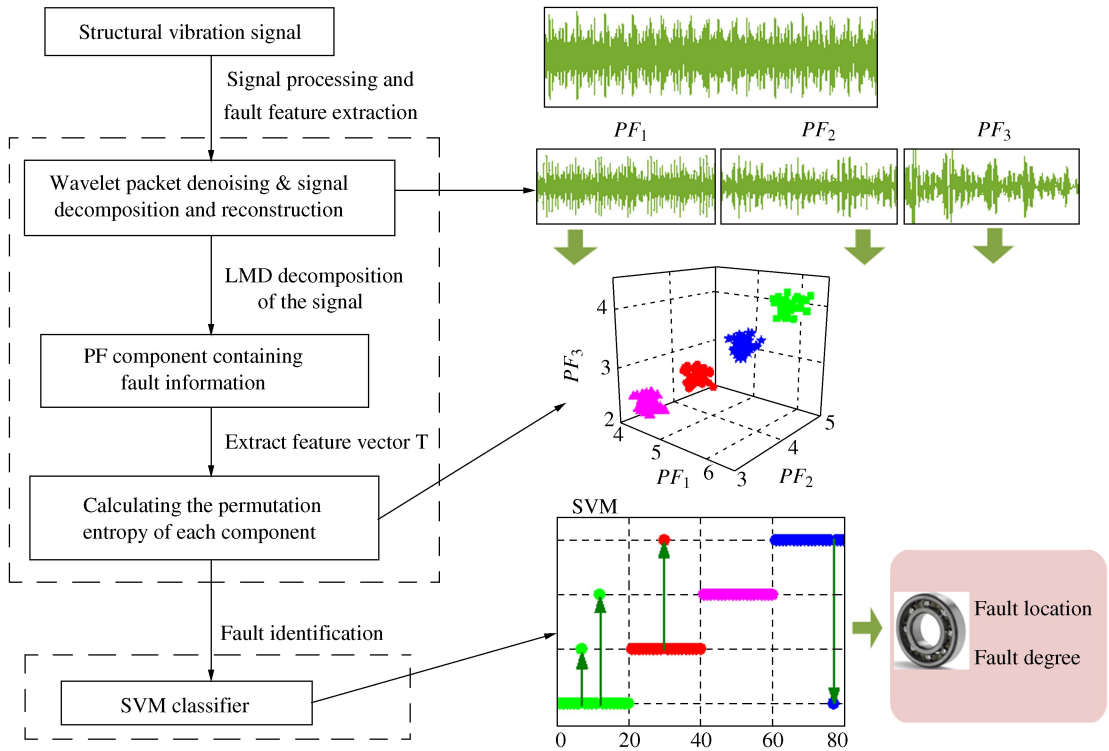 Structural vibration signal
Signal processing and
fault feature extraction
Wavelet packet denoising & signal
decomposition and reconstruction
LMD decomposition
of the signal
PF component containing
fault information
Extract feature vector T
Calculating the permutation
entropy of each component
Fault identification
SVM classifier
PF₁ PF₂ PF₃
4
3
2
PF₃
4
5
6
PF₁
3
4
5
PF₂
SVM
0 20 40 60 80
Fault location
Fault degree